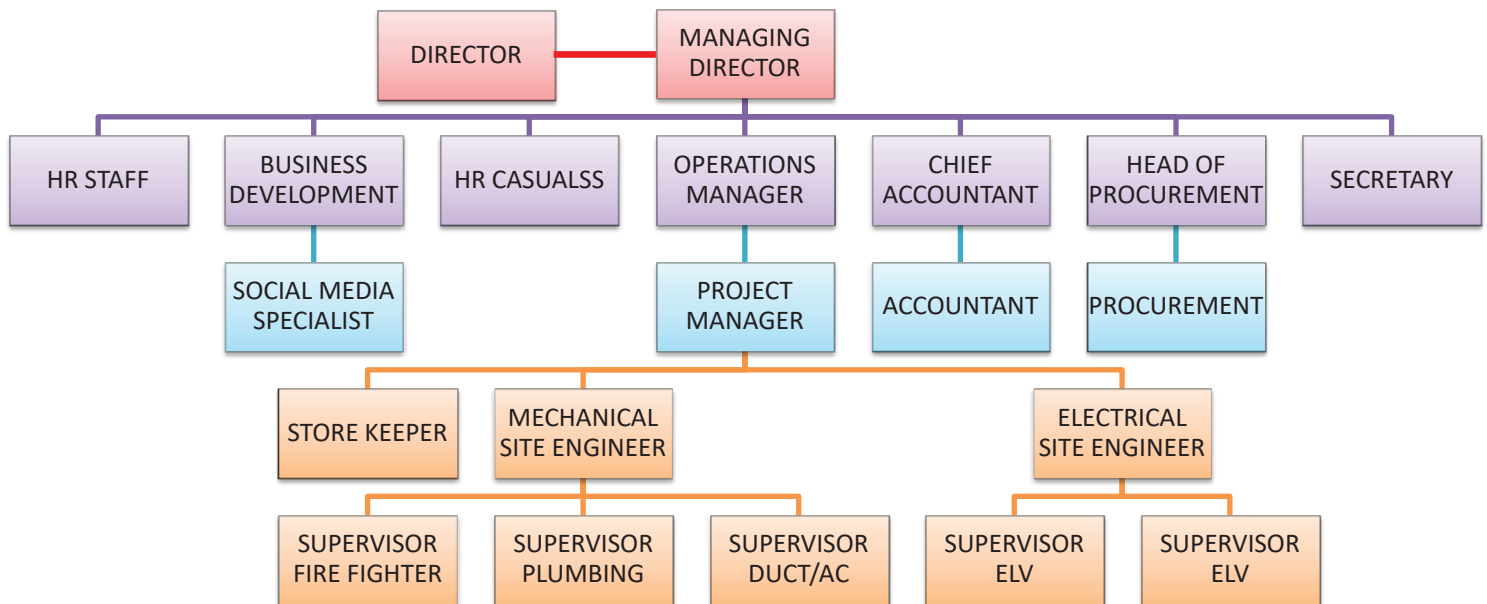 DIRECTOR
MANAGING
DIRECTOR
HR STAFF
BUSINESS
DEVELOPMENT
HR CASUALSS
OPERATIONS
MANAGER
CHIEF
ACCOUNTANT
HEAD OF
PROCUREMENT
SECRETARY
SOCIAL MEDIA
SPECIALIST
PROJECT
MANAGER
ACCOUNTANT
PROCUREMENT
STORE KEEPER
MECHANICAL
SITE ENGINEER
ELECTRICAL
SITE ENGINEER
SUPERVISOR
FIRE FIGHTER
SUPERVISOR
PLUMBING
SUPERVISOR
DUCT/AC
SUPERVISOR
ELV
SUPERVISOR
ELV